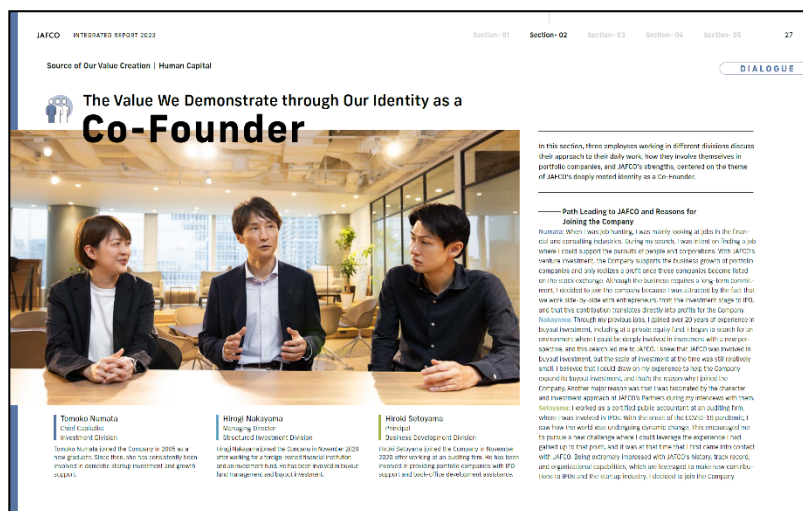 JAFCO INTEGRATED REPORT 2023
Section- 01 Section- 02 Section- 03 Section- 04 Section- 05 27
Source of Our Value Creation | Human Capital
DIALOGUE
The Value We Demonstrate through Our Identity as a
Co-Founder
In this section, three employees working in different divisions discuss
their approach to their daily work, how they involve themselves in
portfolio companies, and JAFCO's strengths, centered on the theme
of JAFCO's deeply rooted identity as a Co-Founder.
Path Leading to JAFCO and Reasons for
Joining the Company
Numata: When I was job hunting, I was mainly looking at jobs in the finan-
cial and consulting industries. During my search, I was intent on finding a job
where I could support the pursuits of people and corporations. With JAFCO's
venture investment, the Company supports the business growth of portfolio
companies and only realizes a profit once those companies become listed
on the stock exchange. Although the business requires a long-term commit-
ment, I decided to join the company because I was attracted by the fact that
we work side-by-side with entrepreneurs, from the investment stage to IPO,
and that this contribution translates directly into profits for the Company.
Nakayama: Through my previous jobs, I gained over 20 years of experience in
buyout investment, including at a private equity fund. I began to search for an
environment where I could be deeply involved in investment with a new per-
spective, and this search led me to JAFCO. I knew that JAFCO was involved in
buyout investment, but the scale of investment at the time was still relatively
small. I believed that I could draw on my experience to help the Company
expand its buyout investment, and that's the reason why I joined the
Company. Another major reason was that I was fascinated by the character
and investment approach of JAFCO's Partners during my interviews with them.
Setoyama: I worked as a certified public accountant at an auditing firm,
where I was involved in IPOs. With the onset of the COVID-19 pandemic, I
saw how the world was undergoing dynamic change. This encouraged me
to pursue a new challenge where I could leverage the experience I had
gained up to that point, and it was at that time that I first came into contact
with JAFCO. Being extremely impressed with JAFCO's history, track record,
and organizational capabilities, which are leveraged to make new contribu-
tions to IPOs and the startup industry, I decided to join the Company.
Tomoko Numata
Chief Capitalist
Investment Division
Tomoko Numata joined the Company in 2005 as a
new graduate. Since then, she has consistently been
involved in domestic startup investment and growth
support.
Hirogi Nakayama
Managing Director
Structured Investment Division
Hirogi Nakayama joined the Company in November 2020
after working for a foreign-owned financial institution
and an investment fund. He has been involved in buyout
fund management and buyout investment.
Hiroki Setoyama
Principal
Business Development Division
Hiroki Setoyama joined the Company in November
2020 after working at an auditing firm. He has been
involved in providing portfolio companies with IPO
support and back-office development assistance.